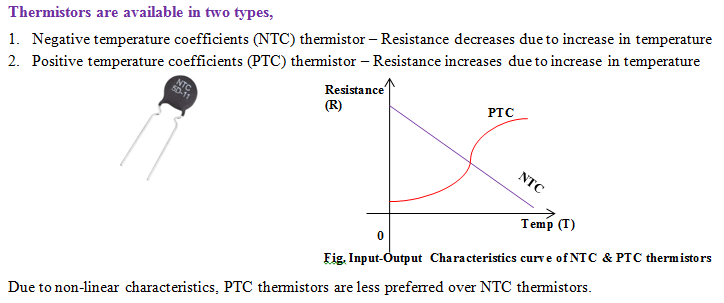 Thermistors are available in two types,
1. Negative temperature coefficients (NTC) thermistor – Resistance decreases due to increase in temperature
2. Positive temperature coefficients (PTC) thermistor – Resistance increases due to increase in temperature
NTC
5D-11
Resistance
(R)
PTC
NTC
Temp (T)
0
Fig. Input-Output Characteristics curve of NTC & PTC thermistors
Due to non-linear characteristics, PTC thermistors are less preferred over NTC thermistors.